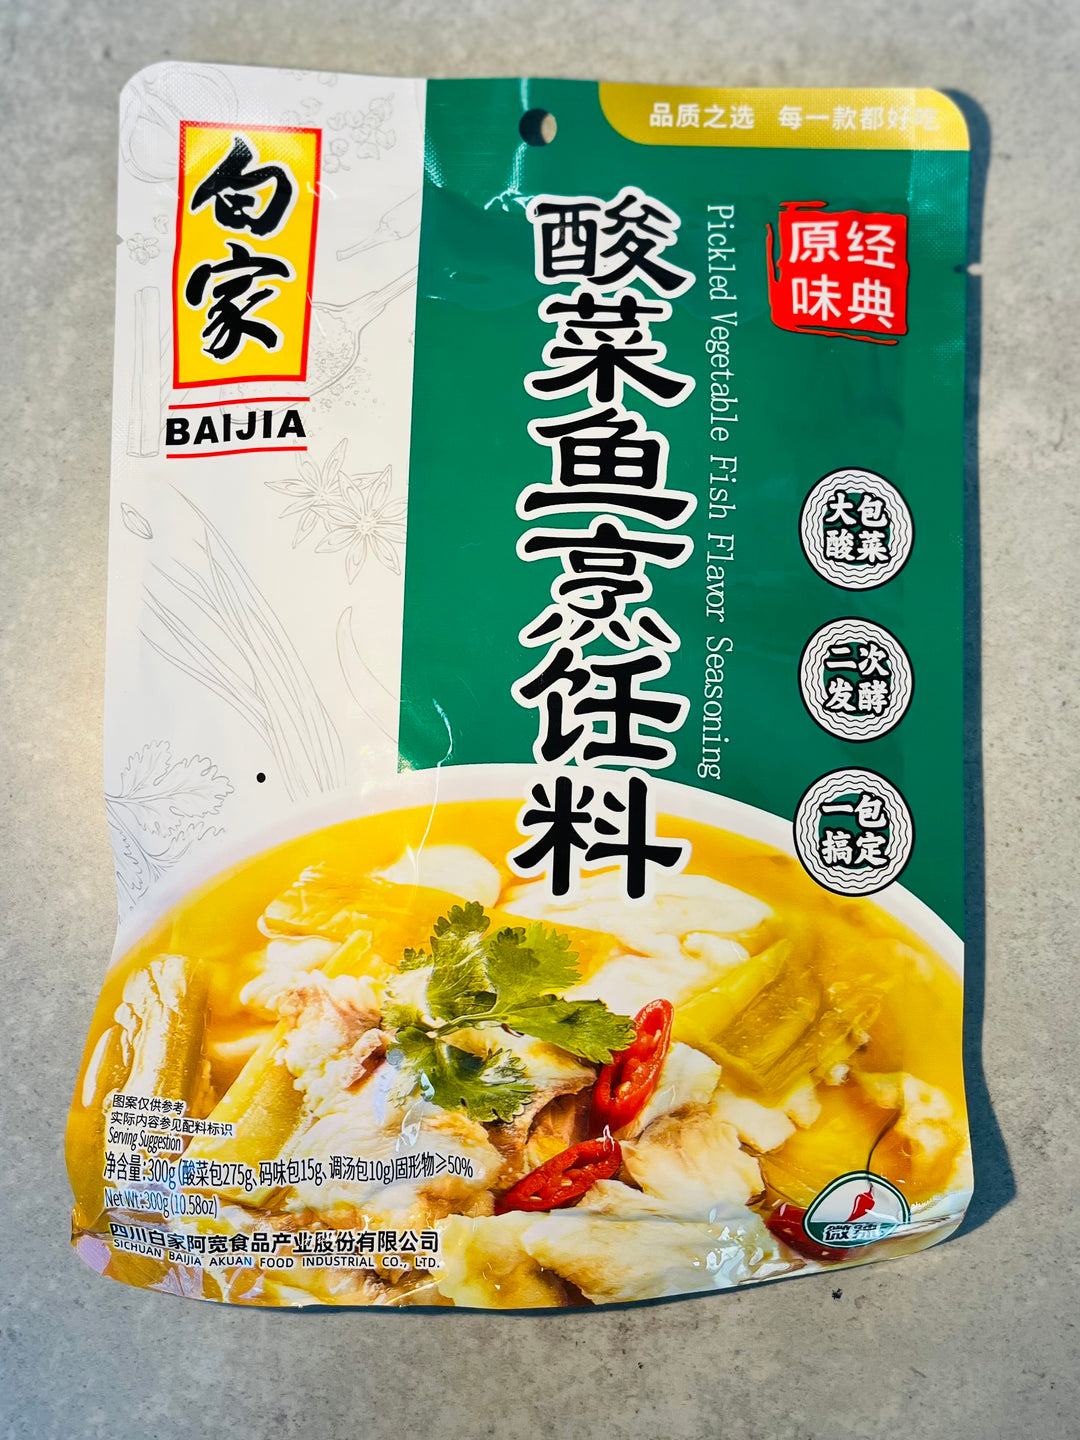 品质之选 每一款都好吃
白家
BAIJIA
酸菜鱼烹饪料
Pickled Vegetable Fish Flavor Seasoning
经典
原味
大包
酸菜
二次
发酵
一包
搞定
图案仅供参考
实际内容参见配料标识
Serving Suggestion
净含量:300g(酸菜包275g、码味包15g、调汤包10g)固形物≥50%
Net Wt:300g(10.58oz)
四川白家阿宽食品产业股份有限公司
SICHUAN BAIJIA AKUAN FOOD INDUSTRIAL CO., LTD.
微辣